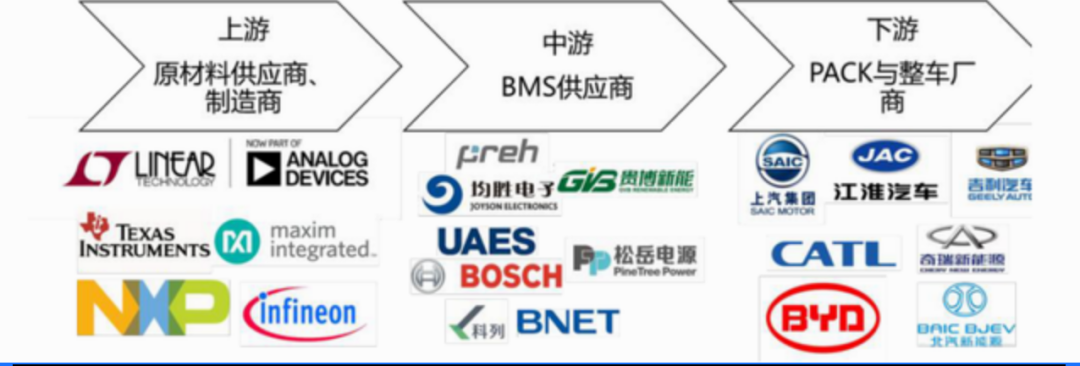 上游
原材料供应商、
制造商
中游
BMS供应商
下游
PACK与整车厂
商
LINEAR
TECHNOLOGY
NOW PART OF
ANALOG
DEVICES
TEXAS
INSTRUMENTS
maxim
integrated
NXP
infineon
preh
均胜电子
JOYSON ELECTRONICS
GIB 贵博新能
UAES
BOSCH
松岳电源
PineTree Power
科列
BNET
SAIC
上汽集团
SAIC MOTOR
JAC
江淮汽车
吉利汽车
GEELY AUTO
CATL
奇瑞新能源
CHERY NEW ENERGY
BYD
BAIC BJEV
北汽新能源